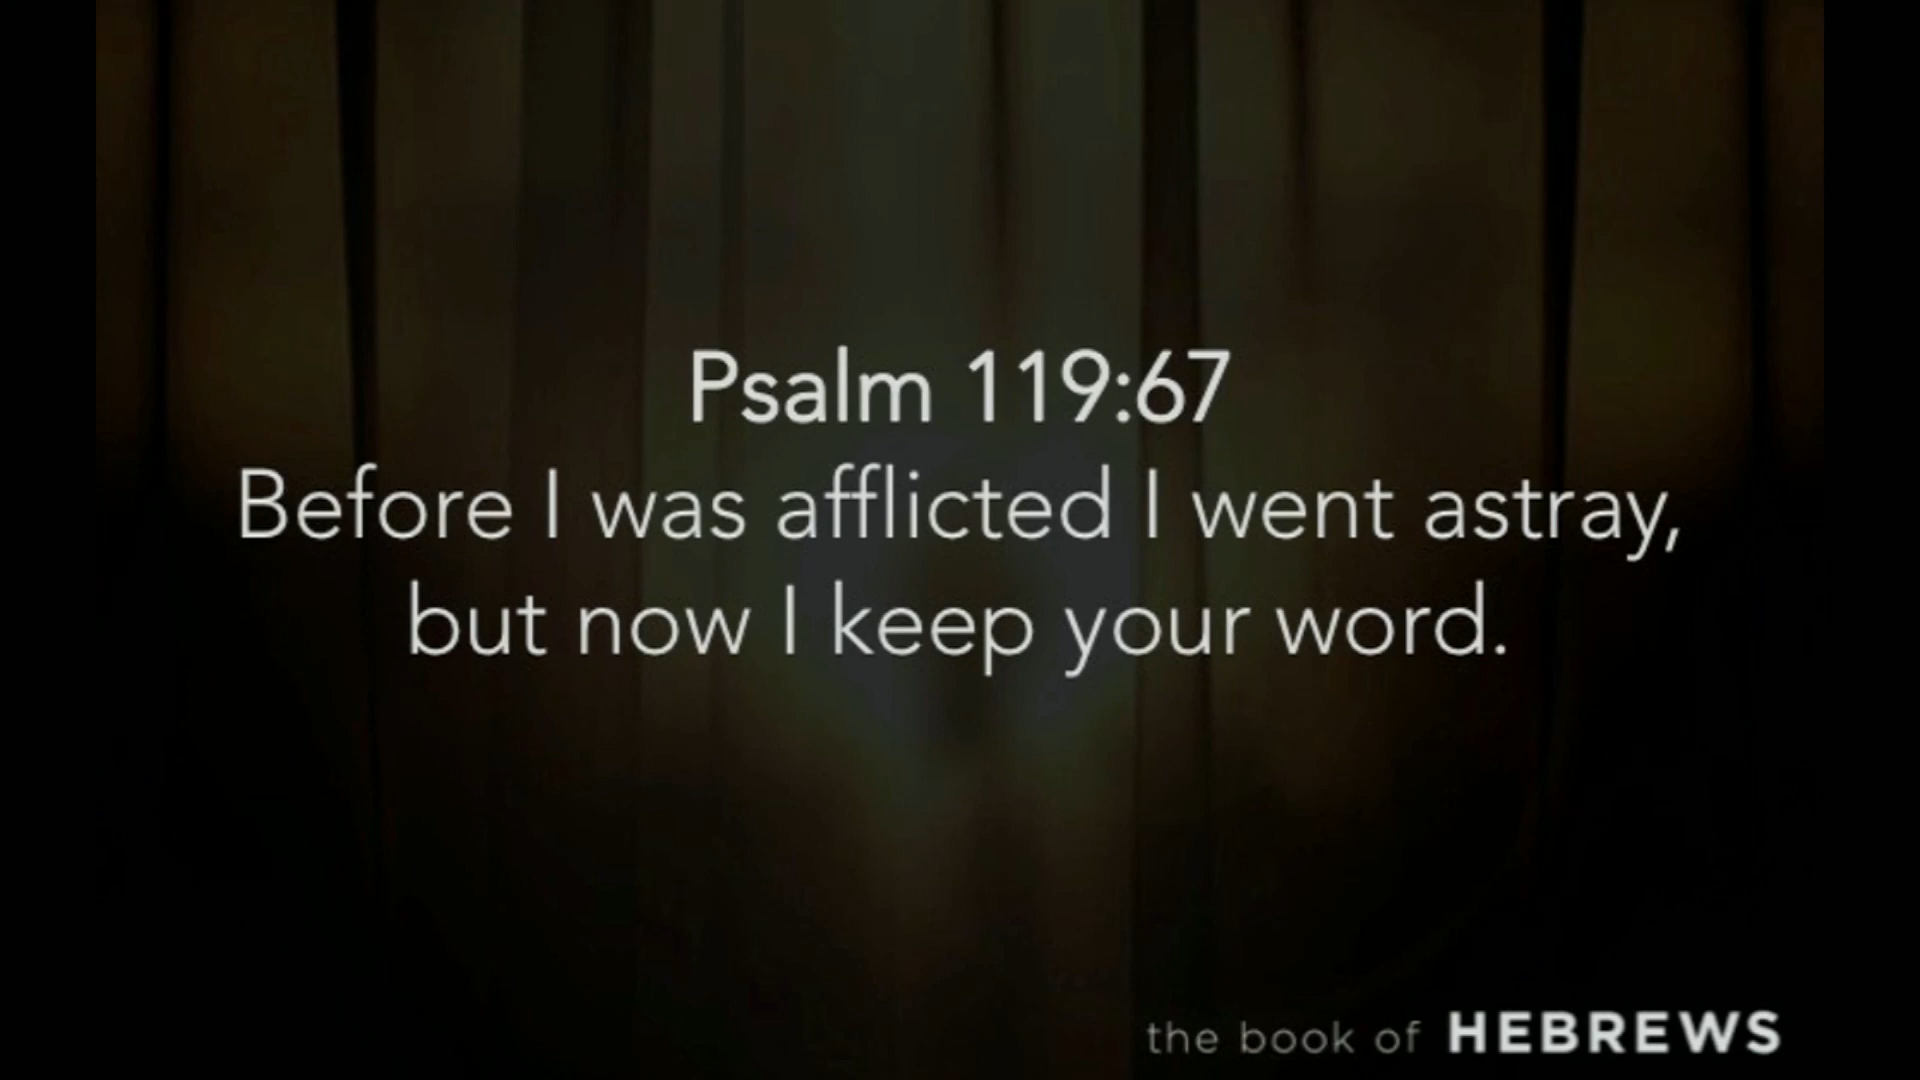 Psalm 119:67
Before I was afflicted I went astray,
but now I keep your word.
the book of HEBREWS